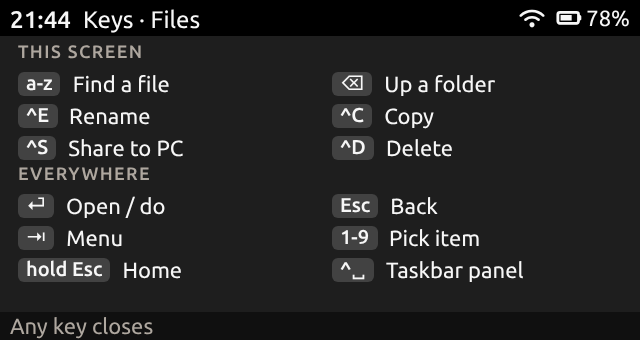 21:44 Keys · Files 78%
THIS SCREEN
a-z Find a file ⌫ Up a folder
^E Rename ^C Copy
^S Share to PC ^D Delete
EVERYWHERE
↵ Open / do Esc Back
⇥ Menu 1-9 Pick item
hold Esc Home ^␣ Taskbar panel
Any key closes